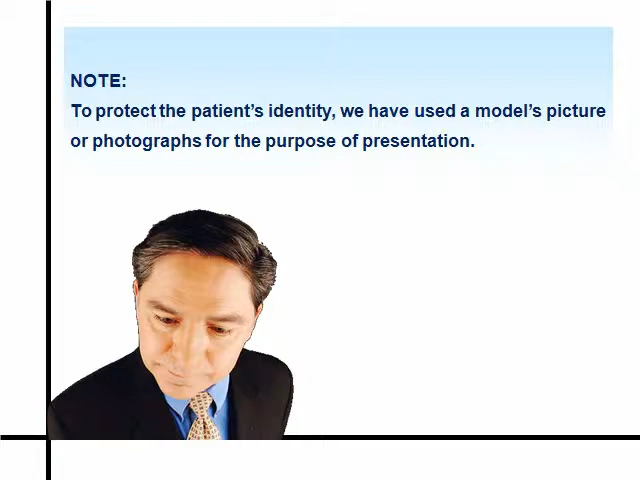 NOTE:
To protect the patient’s identity, we have used a model’s picture
or photographs for the purpose of presentation.